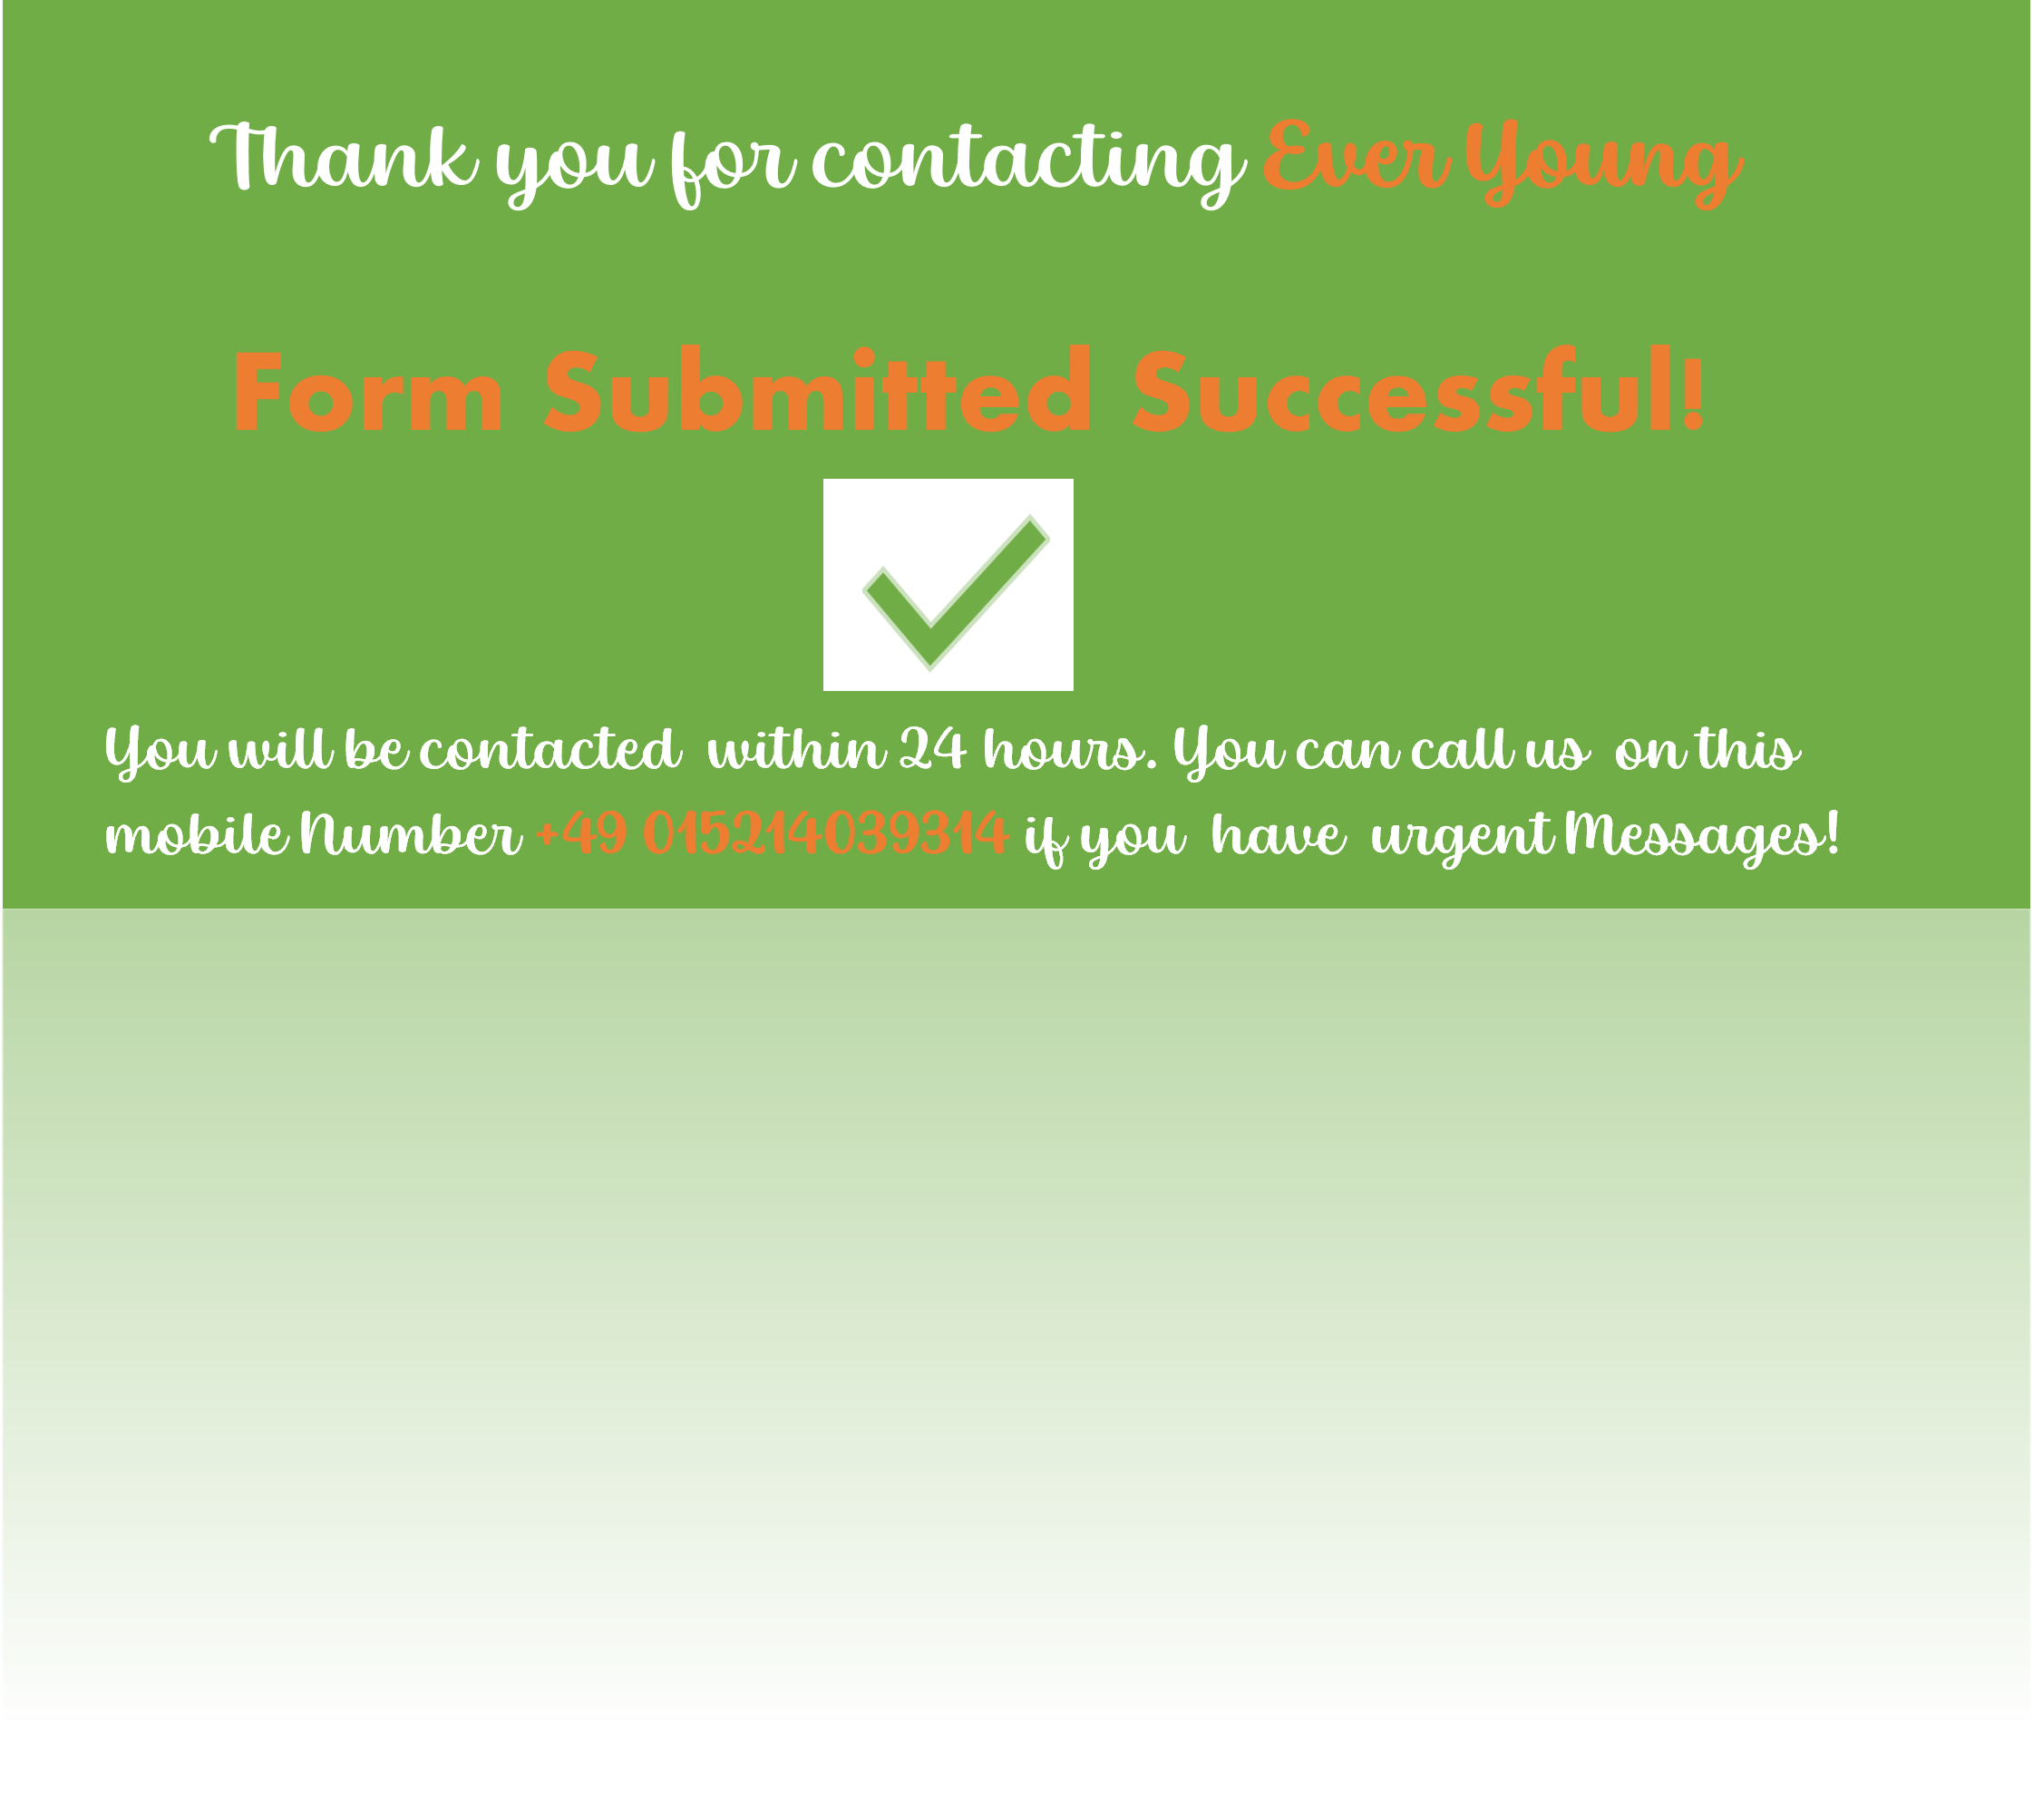 Thank you for contacting Ever Young
Form Submitted Successful!
You will be contacted within 24 hours. You can call us on this
mobile Number +49 015214039314 if you have urgent Messages!